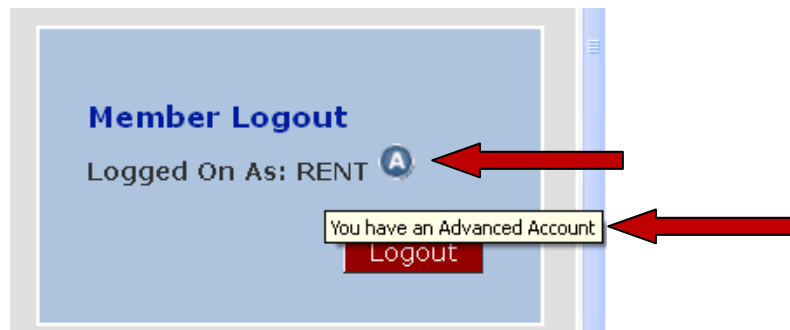 Member Logout
Logged On As: RENT A
You have an Advanced Account
Logout